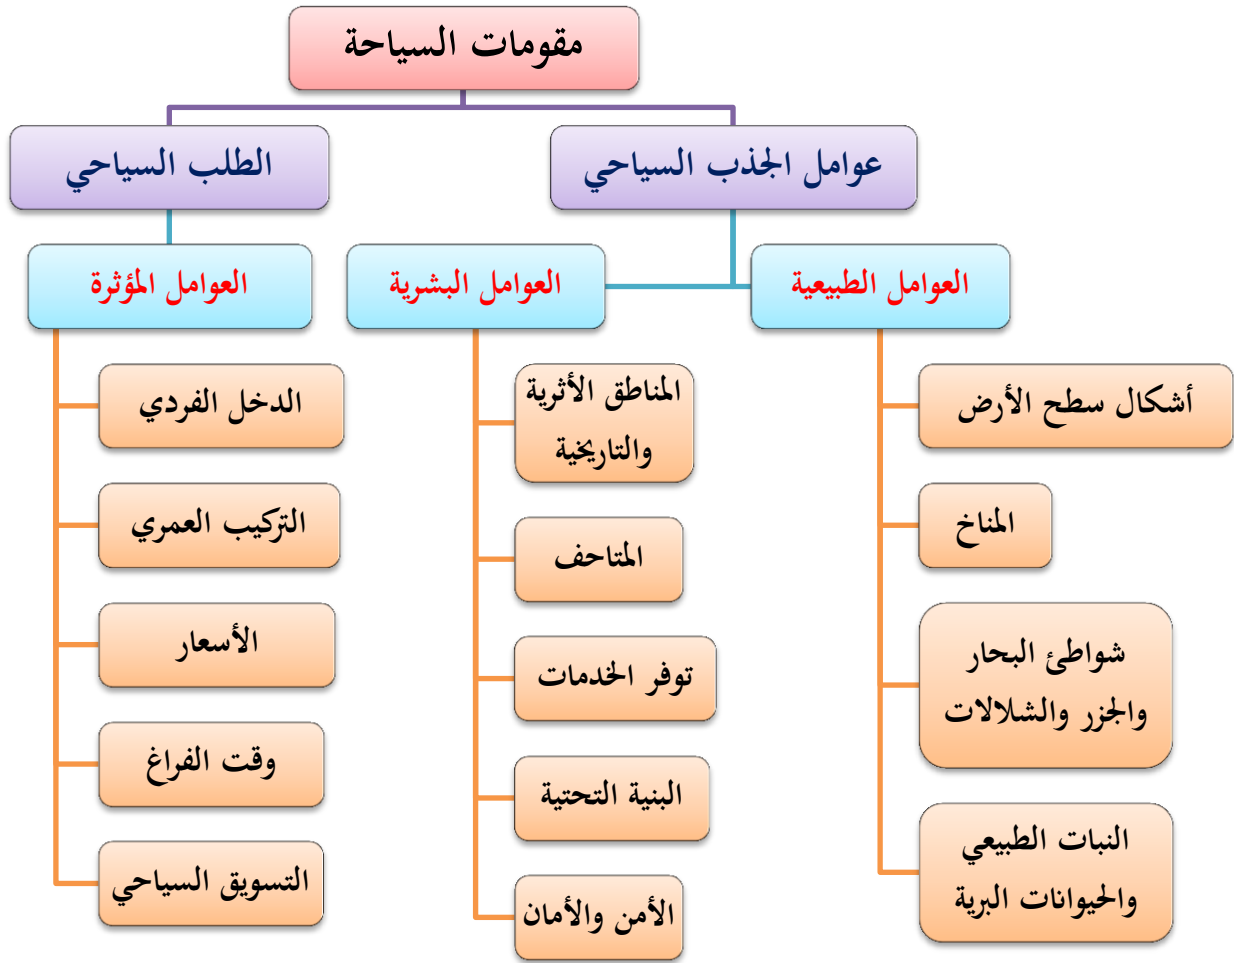 مقومات السياحة
عوامل الجذب السياحي
الطلب السياحي
العوامل الطبيعية
العوامل البشرية
العوامل المؤثرة
أشكال سطح الأرض
المناخ
شواطئ البحار
والجزر والشلالات
النبات الطبيعي
والحيوانات البرية
المناطق الأثرية
والتاريخية
المتاحف
توفر الخدمات
البنية التحتية
الأمن والأمان
الدخل الفردي
التركيب العمري
الأسعار
وقت الفراغ
التسويق السياحي